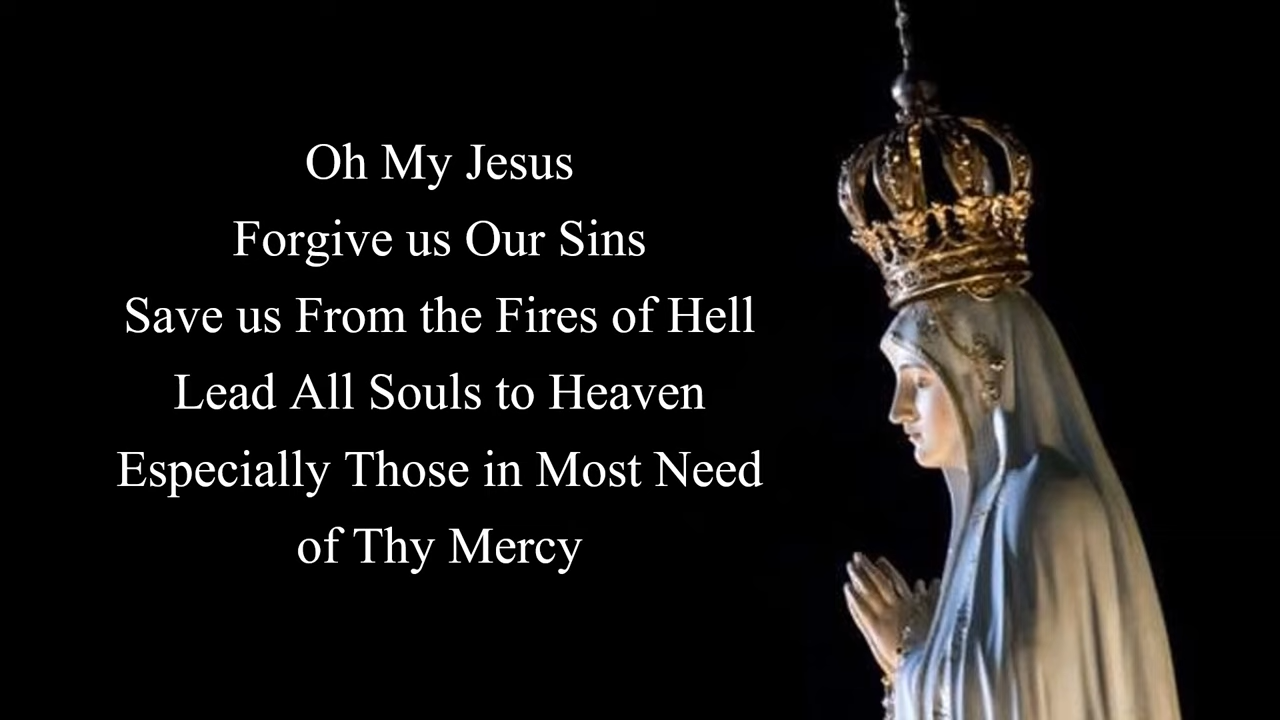 Oh My Jesus
Forgive us Our Sins
Save us From the Fires of Hell
Lead All Souls to Heaven
Especially Those in Most Need
of Thy Mercy